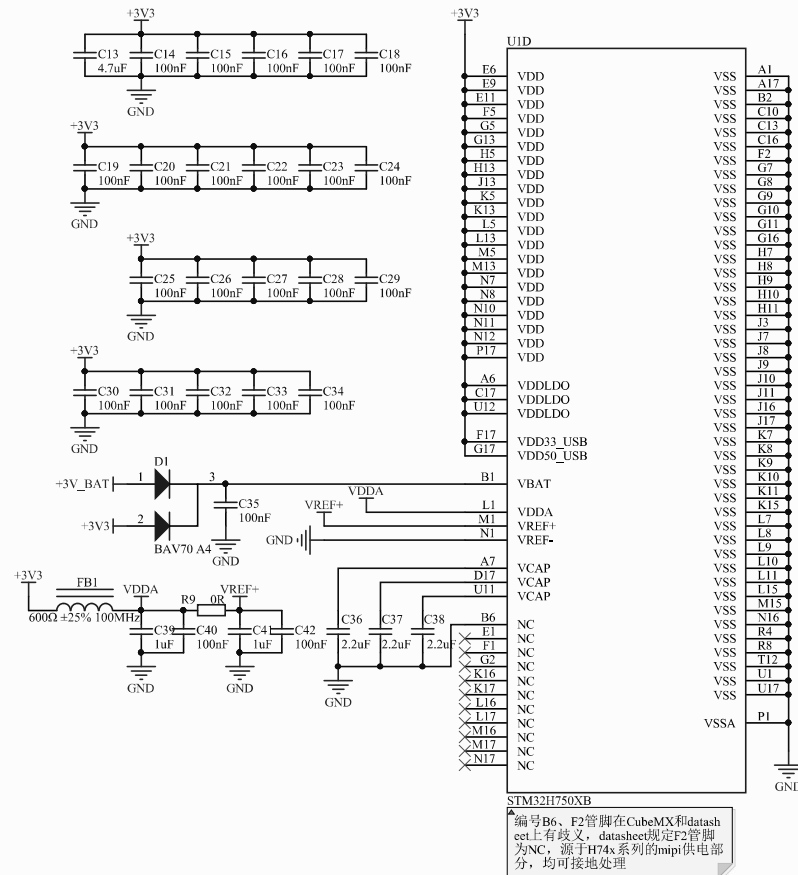 +3V3
C13 C14 C15 C16 C17 C18
4.7uF 100nF 100nF 100nF 100nF 100nF
GND
+3V3
C19 C20 C21 C22 C23 C24
100nF 100nF 100nF 100nF 100nF 100nF
GND
+3V3
C25 C26 C27 C28 C29
100nF 100nF 100nF 100nF 100nF
GND
+3V3
C30 C31 C32 C33 C34
100nF 100nF 100nF 100nF 100nF
GND
D1
+3V_BAT 1 3
+3V3 2
BAV70 A4
C35
100nF
GND
VDDA
VREF+
GND
+3V3
FB1
600Ω ±25% 100MHz
VDDA
R9 0R
VREF+
C39 C40 C41 C42
1uF 100nF 1uF 100nF
GND GND
C36 C37 C38
2.2uF 2.2uF 2.2uF
GND
+3V3
U1D
E6 VDD
E9 VDD
E11 VDD
F5 VDD
G5 VDD
G13 VDD
H5 VDD
H13 VDD
J13 VDD
K5 VDD
K13 VDD
L5 VDD
L13 VDD
M5 VDD
M13 VDD
N7 VDD
N8 VDD
N10 VDD
N11 VDD
N12 VDD
P17 VDD
A6 VDDLDO
C17 VDDLDO
U12 VDDLDO
F17 VDD33_USB
G17 VDD50_USB
B1 VBAT
L1 VDDA
M1 VREF+
N1 VREF-
A7 VCAP
D17 VCAP
U11 VCAP
B6 NC
E1 NC
F1 NC
G2 NC
K16 NC
K17 NC
L16 NC
L17 NC
M16 NC
M17 NC
N17 NC
VSS A1
VSS A17
VSS B2
VSS C10
VSS C13
VSS C16
VSS F2
VSS G7
VSS G8
VSS G9
VSS G10
VSS G11
VSS G16
VSS H7
VSS H8
VSS H9
VSS H10
VSS H11
VSS J3
VSS J7
VSS J8
VSS J9
VSS J10
VSS J11
VSS J16
VSS J17
VSS K7
VSS K8
VSS K9
VSS K10
VSS K11
VSS K15
VSS L7
VSS L8
VSS L9
VSS L10
VSS L11
VSS L15
VSS M15
VSS N16
VSS R4
VSS R8
VSS T12
VSS U1
VSS U17
VSSA P1
GND
STM32H750XB
编号B6、F2管脚在CubeMX和datash
eet上有歧义，datasheet规定F2管脚
为NC，源于H74x系列的mipi供电部
分，均可接地处理